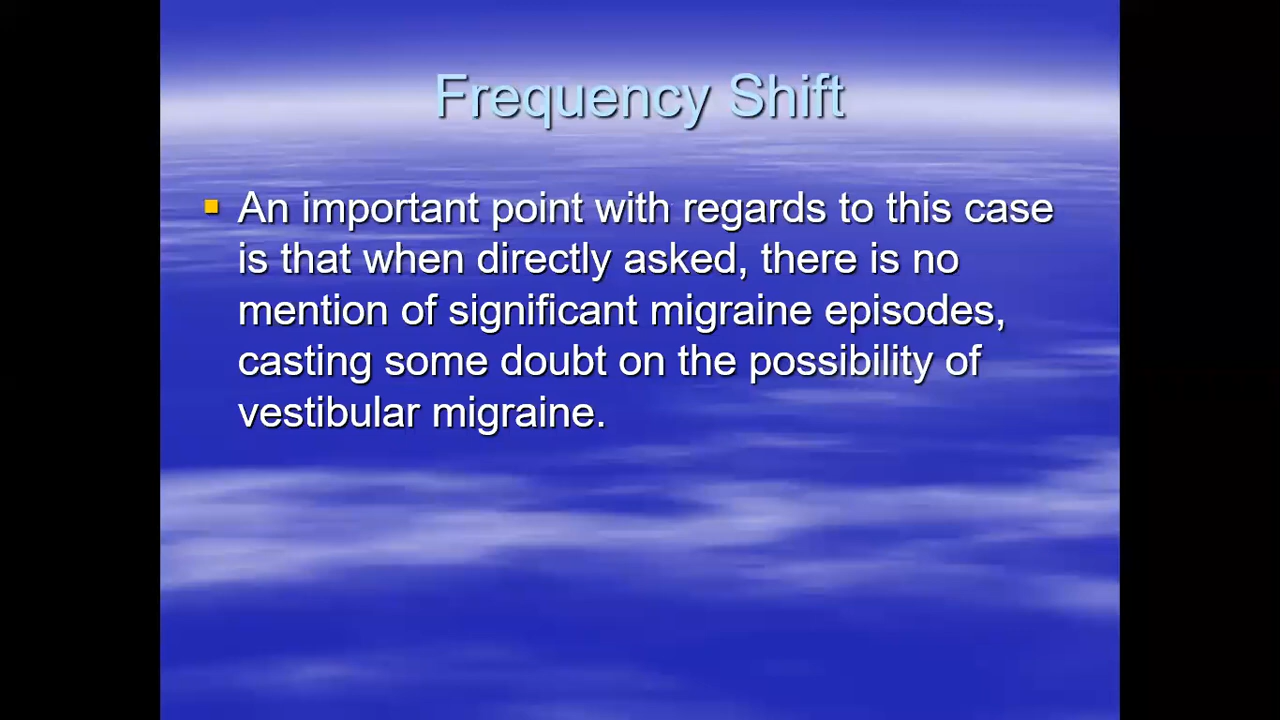 Frequency Shift
An important point with regards to this case
is that when directly asked, there is no
mention of significant migraine episodes,
casting some doubt on the possibility of
vestibular migraine.